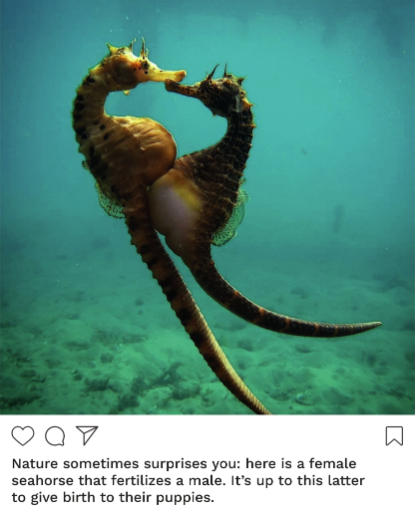 Nature sometimes surprises you: here is a female
seahorse that fertilizes a male. It's up to this latter
to give birth to their puppies.